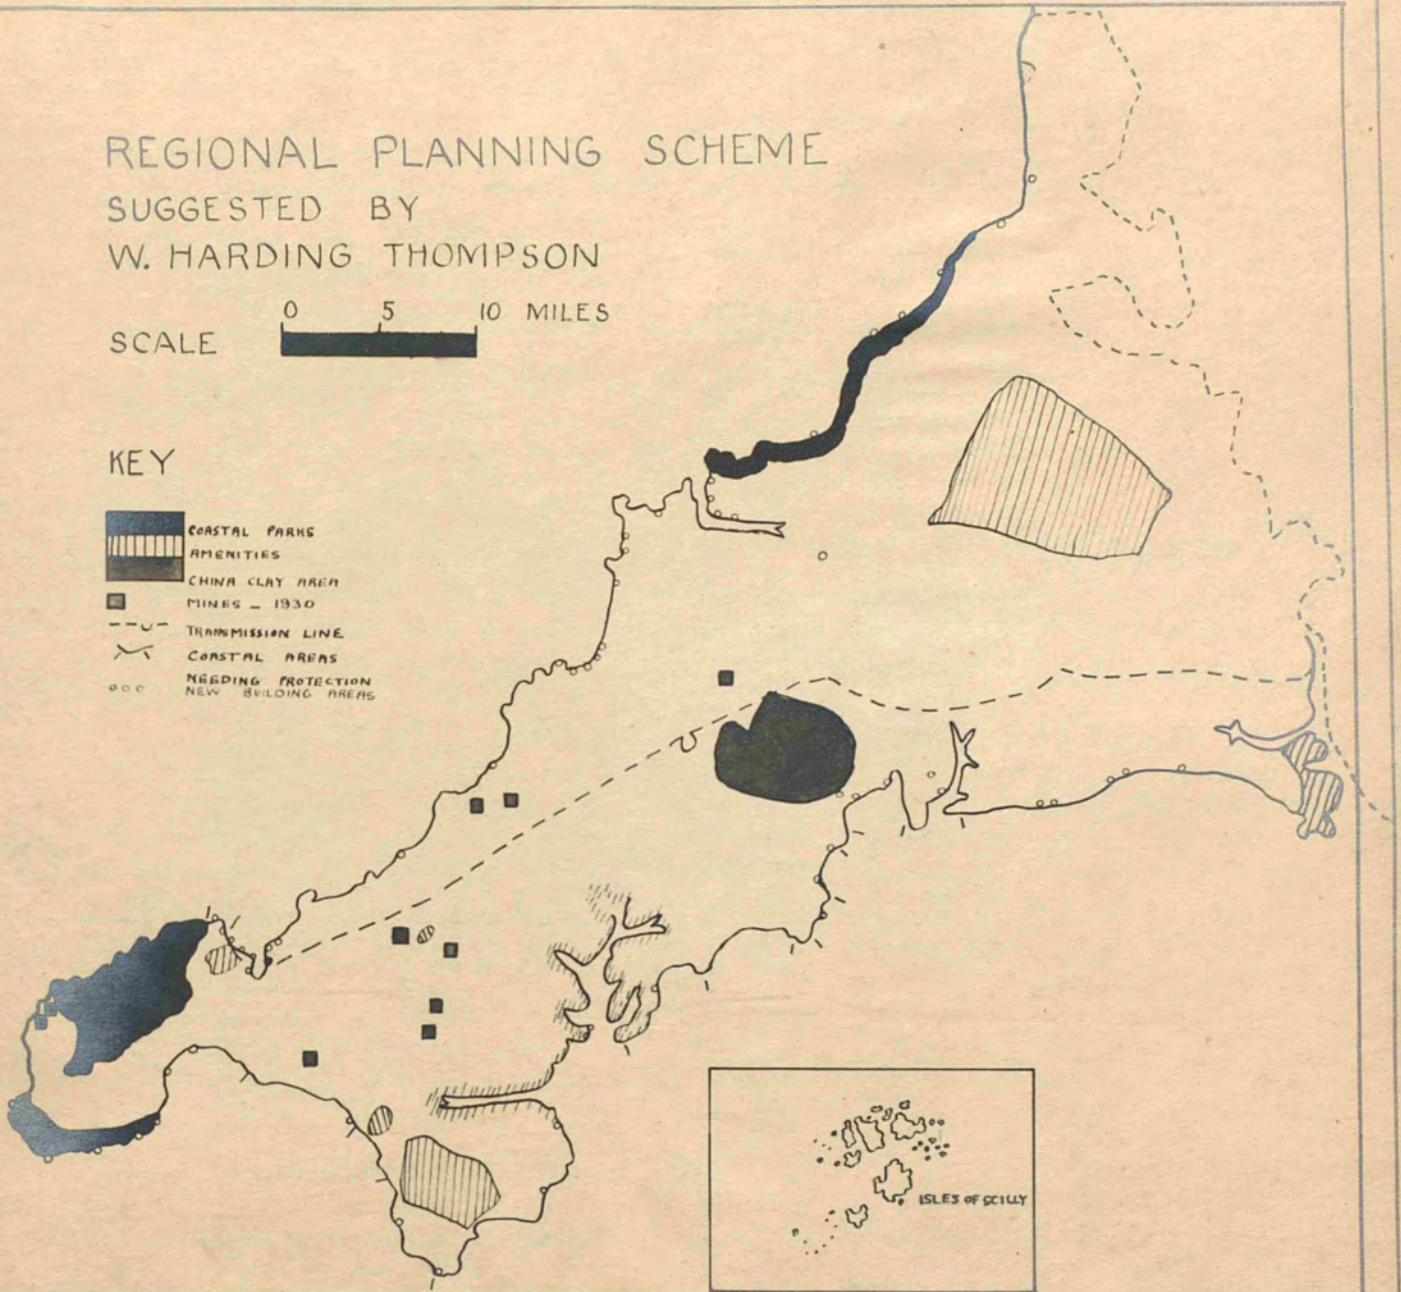 REGIONAL PLANNING SCHEME
SUGGESTED BY
W. HARDING THOMPSON
0 5 10 MILES
SCALE
KEY
COASTAL PARKS
AMENITIES
CHINA CLAY AREA
MINES - 1930
TRANSMISSION LINE
COASTAL AREAS
NEEDING PROTECTION
NEW BUILDING AREAS
ISLES OF SCILLY